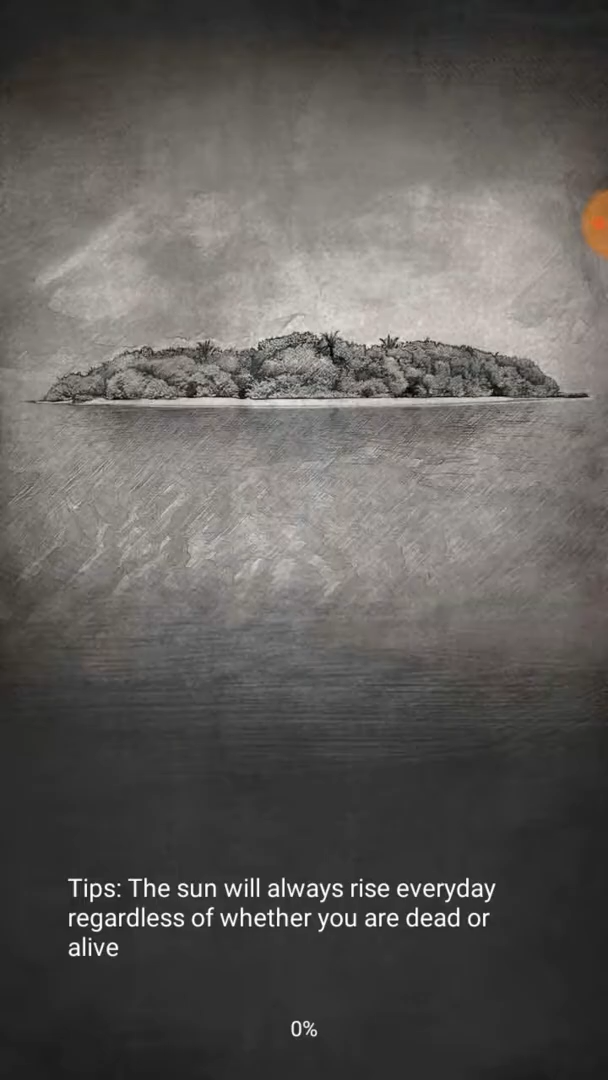 Tips: The sun will always rise everyday
regardless of whether you are dead or
alive
0%